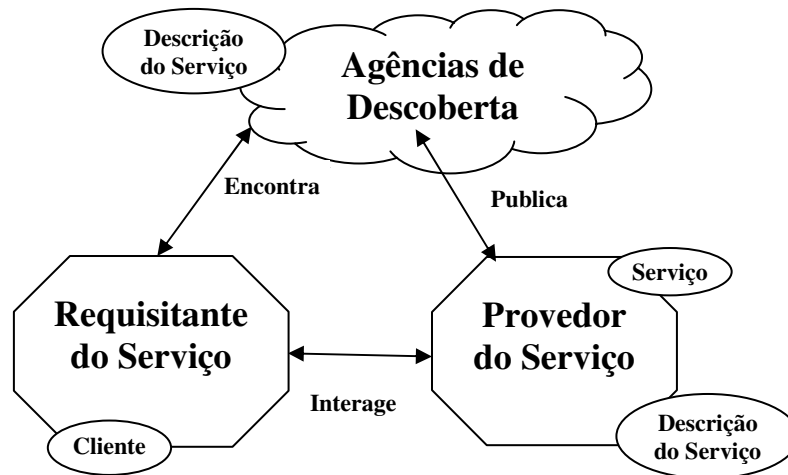 Descrição
do Serviço
Agências de
Descoberta
Encontra
Publica
Requisitante
do Serviço
Serviço
Provedor
do Serviço
Interage
Cliente
Descrição
do Serviço